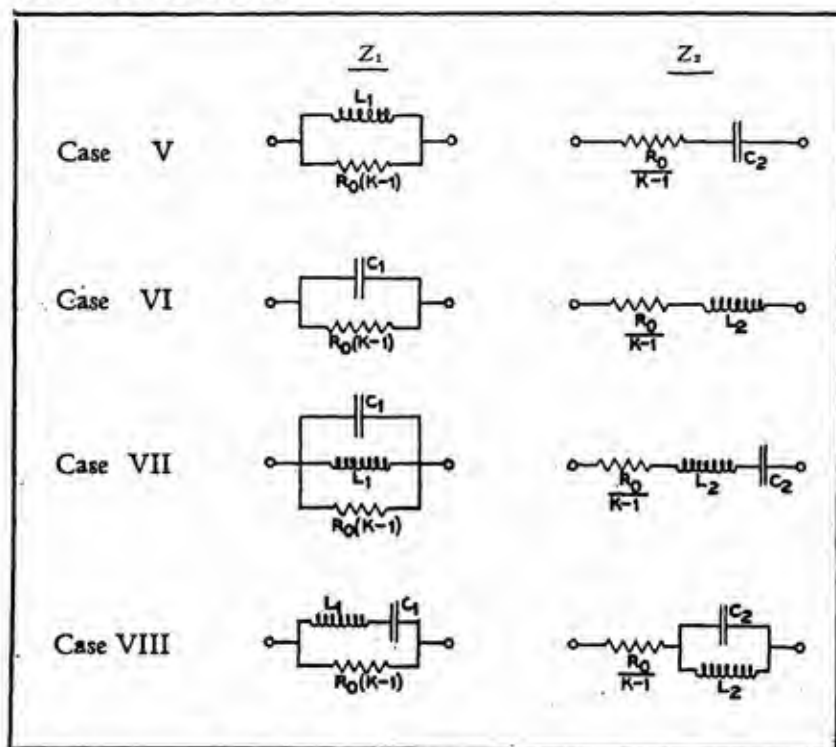 Z₁ Z₂
Case V L₁ R₀(K-1) R₀/K-1 C₂
Case VI C₁ R₀(K-1) R₀/K-1 L₂
Case VII C₁ L₁ R₀(K-1) R₀/K-1 L₂ C₂
Case VIII L₁ C₁ R₀(K-1) R₀/K-1 C₂ L₂